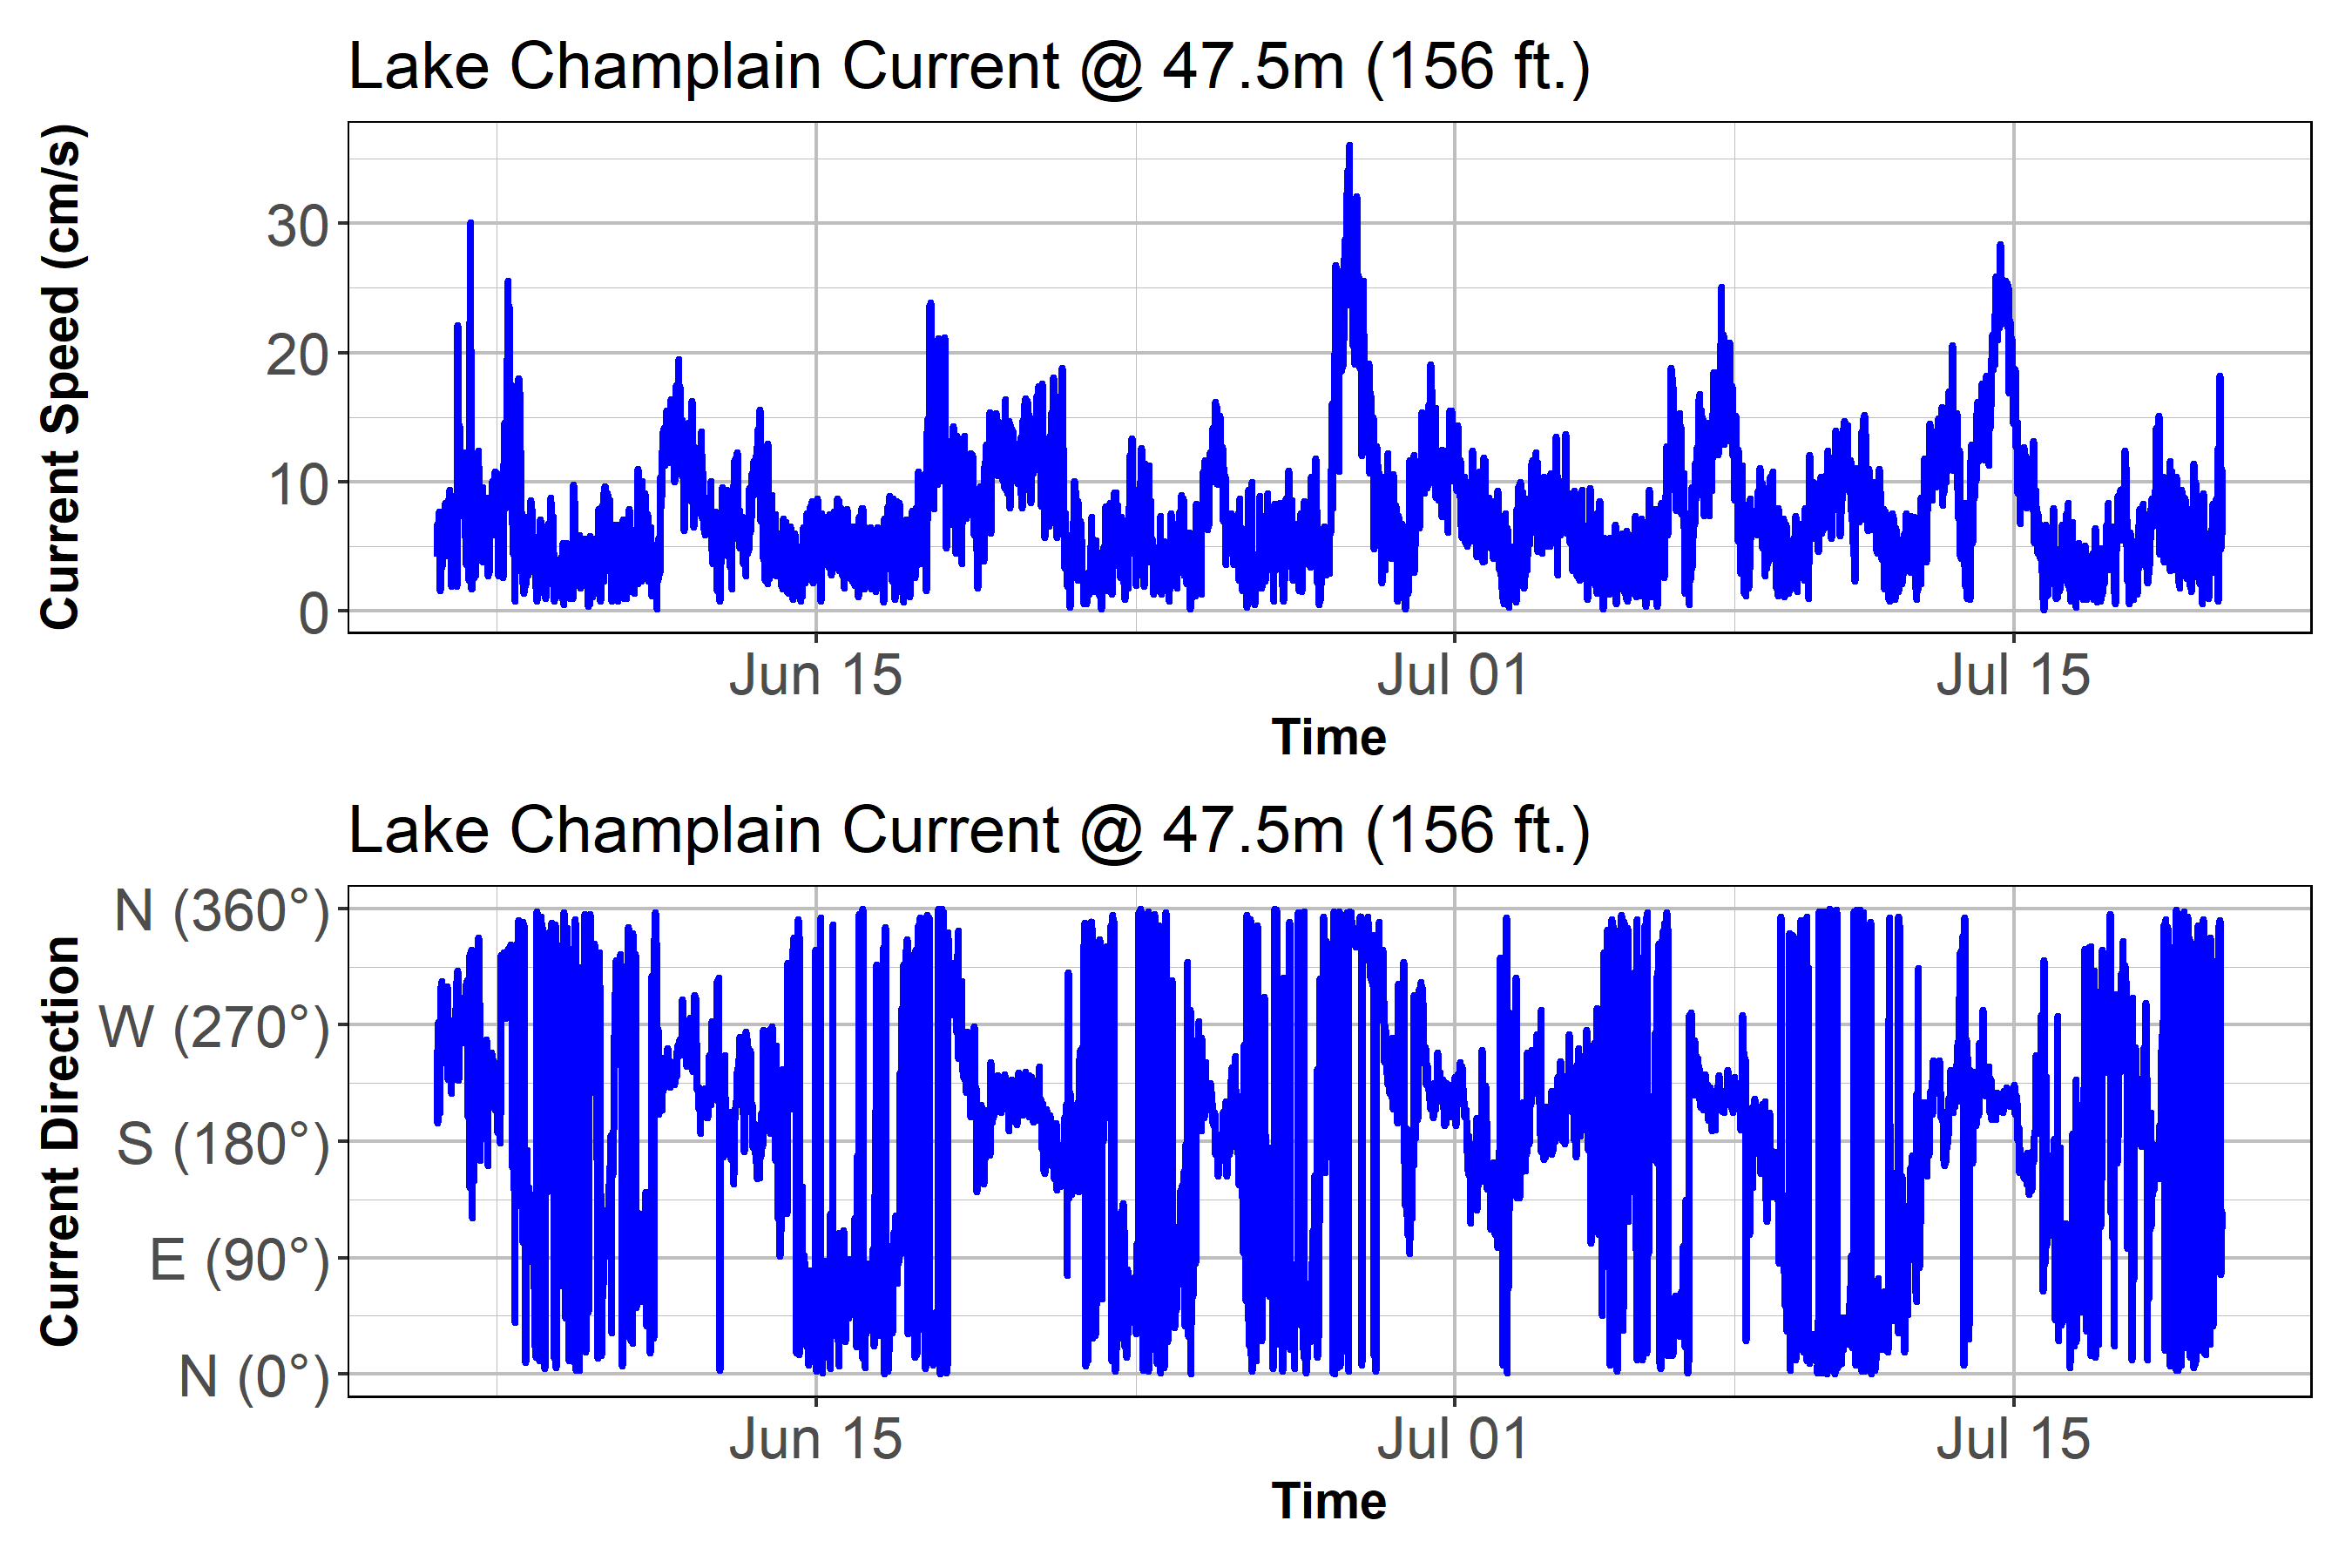 Lake Champlain Current @ 47.5m (156 ft.)
Current Speed (cm/s)
30
20
10
0
Jun 15
Jul 01
Jul 15
Time
Lake Champlain Current @ 47.5m (156 ft.)
Current Direction
N (360°)
W (270°)
S (180°)
E (90°)
N (0°)
Jun 15
Jul 01
Jul 15
Time